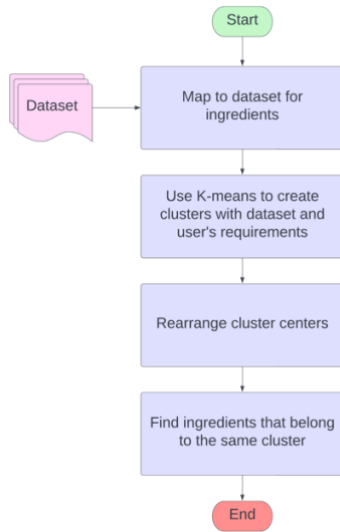 Start
Dataset
Map to dataset for
ingredients
Use K-means to create
clusters with dataset and
user's requirements
Rearrange cluster centers
Find ingredients that belong
to the same cluster
End